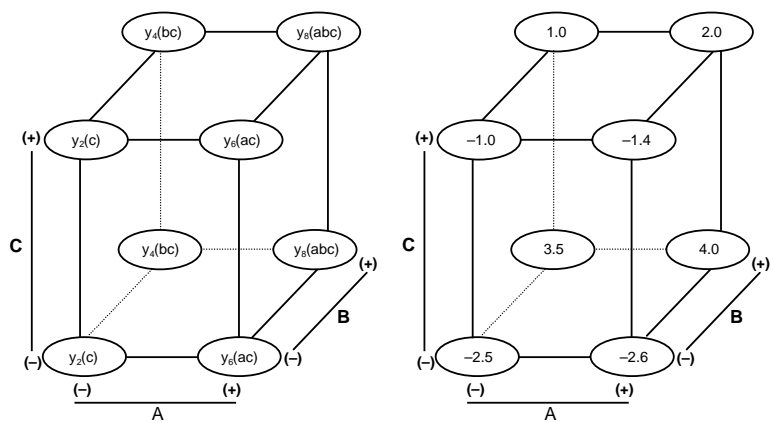 y₄(bc) y₈(abc) 1.0 2.0
(+) y₂(c) y₆(ac) (+) –1.0 –1.4
C y₄(bc) y₈(abc) (+) C 3.5 4.0 (+)
B B
(–) y₂(c) y₆(ac) (–) (–) –2.5 –2.6 (–)
(–) (+) (–) (+)
A A